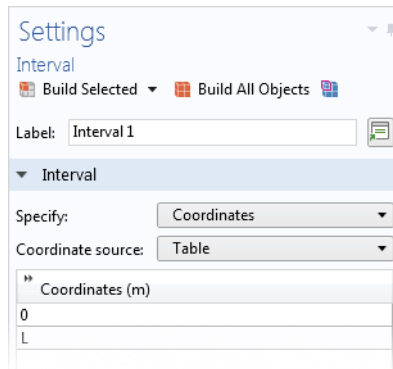 Settings
Interval
Build Selected Build All Objects
Label: Interval 1
Interval
Specify: Coordinates
Coordinate source: Table
Coordinates (m)
0
L